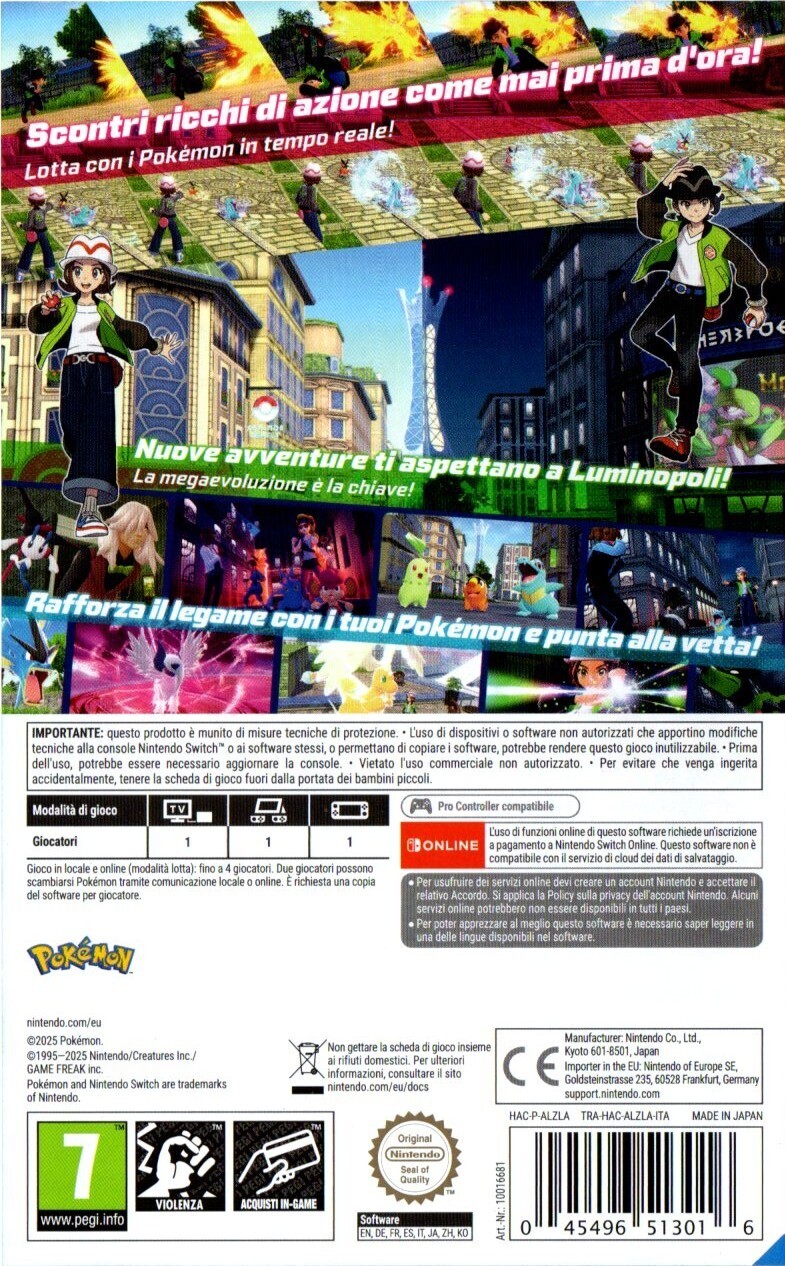 Scontri ricchi di azione come mai prima d'ora!
Lotta con i Pokémon in tempo reale!
Nuove avventure ti aspettano a Luminopoli!
La megaevoluzione è la chiave!
Rafforza il legame con i tuoi Pokémon e punta alla vetta!
IMPORTANTE: questo prodotto è munito di misure tecniche di protezione. • L'uso di dispositivi o software non autorizzati che apportino modifiche
tecniche alla console Nintendo Switch™ o ai software stessi, o permettano di copiare i software, potrebbe rendere questo gioco inutilizzabile. • Prima
dell'uso, potrebbe essere necessario aggiornare la console. • Vietato l'uso commerciale non autorizzato. • Per evitare che venga ingerita
accidentalmente, tenere la scheda di gioco fuori dalla portata dei bambini piccoli.
Modalità di gioco TV
Giocatori 1 1 1
Gioco in locale e online (modalità lotta): fino a 4 giocatori. Due giocatori possono
scambiarsi Pokémon tramite comunicazione locale o online. È richiesta una copia
del software per giocatore.
Pro Controller compatibile
ONLINE
L'uso di funzioni online di questo software richiede un'iscrizione
a pagamento a Nintendo Switch Online. Questo software non è
compatibile con il servizio di cloud dei dati di salvataggio.
• Per usufruire dei servizi online devi creare un account Nintendo e accettare il
relativo Accordo. Si applica la Policy sulla privacy dell'account Nintendo. Alcuni
servizi online potrebbero non essere disponibili in tutti i paesi.
• Per poter apprezzare al meglio questo software è necessario saper leggere in
una delle lingue disponibili nel software.
POKéMON™
nintendo.com/eu
©2025 Pokémon.
©1995–2025 Nintendo/Creatures Inc./
GAME FREAK inc.
Pokémon and Nintendo Switch are trademarks
of Nintendo.
Non gettare la scheda di gioco insieme
ai rifiuti domestici. Per ulteriori
informazioni, consultare il sito
nintendo.com/eu/docs
CE
Manufacturer: Nintendo Co., Ltd.,
Kyoto 601-8501, Japan
Importer in the EU: Nintendo of Europe SE,
Goldsteinstrasse 235, 60528 Frankfurt, Germany
support.nintendo.com
HAC-P-ALZLA TRA-HAC-ALZLA-ITA MADE IN JAPAN
7™
www.pegi.info
™
VIOLENZA
™
ACQUISTI IN-GAME
Original
Nintendo
Seal of
Quality
™
Software
EN, DE, FR, ES, IT, JA, ZH, KO
Art.-Nr.: 10016681
0 45496 51301 6